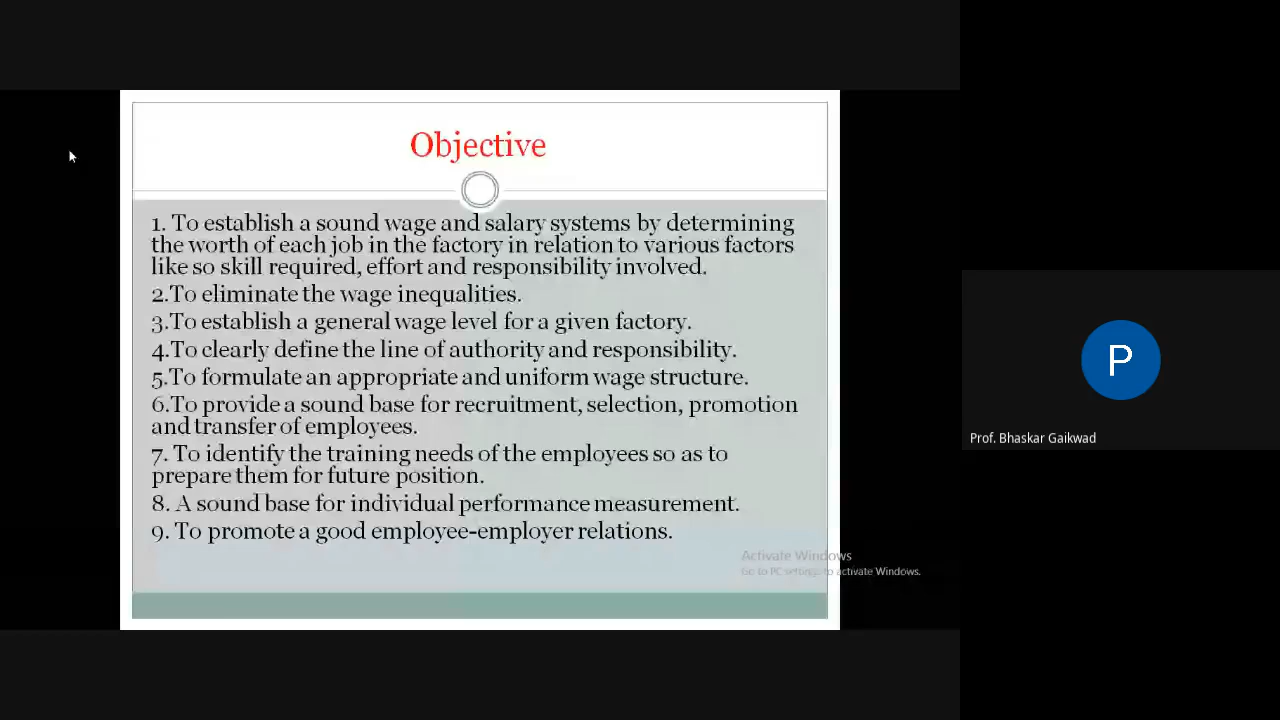 Objective
1. To establish a sound wage and salary systems by determining
the worth of each job in the factory in relation to various factors
like so skill required, effort and responsibility involved.
2.To eliminate the wage inequalities.
3.To establish a general wage level for a given factory.
4.To clearly define the line of authority and responsibility.
5.To formulate an appropriate and uniform wage structure.
6.To provide a sound base for recruitment, selection, promotion
and transfer of employees.
7. To identify the training needs of the employees so as to
prepare them for future position.
8. A sound base for individual performance measurement.
9. To promote a good employee-employer relations.
Activate Windows
Go to PC settings to activate Windows.
P
Prof. Bhaskar Gaikwad